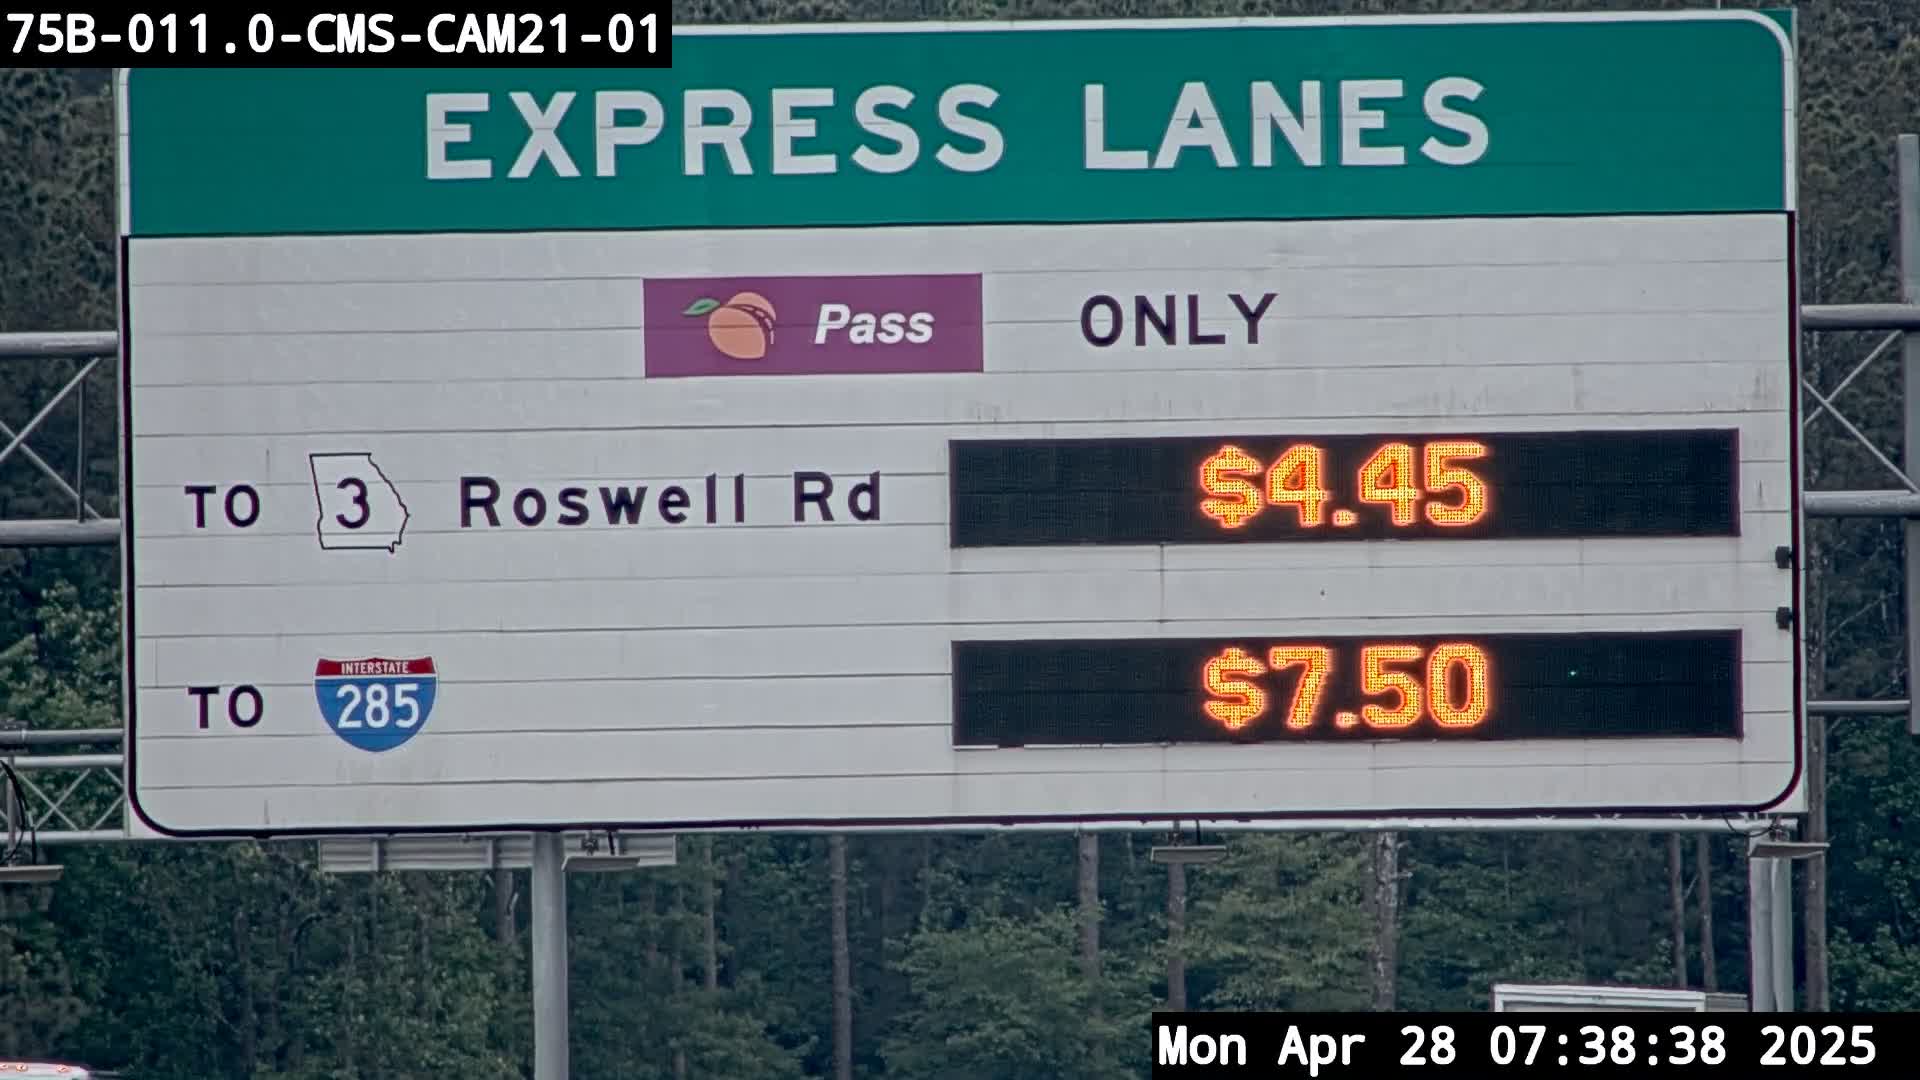 75B-011.0-CMS-CAM21-01
EXPRESS LANES
Pass ONLY
TO 3 Roswell Rd $4.45
TO INTERSTATE 285 $7.50
Mon Apr 28 07:38:38 2025